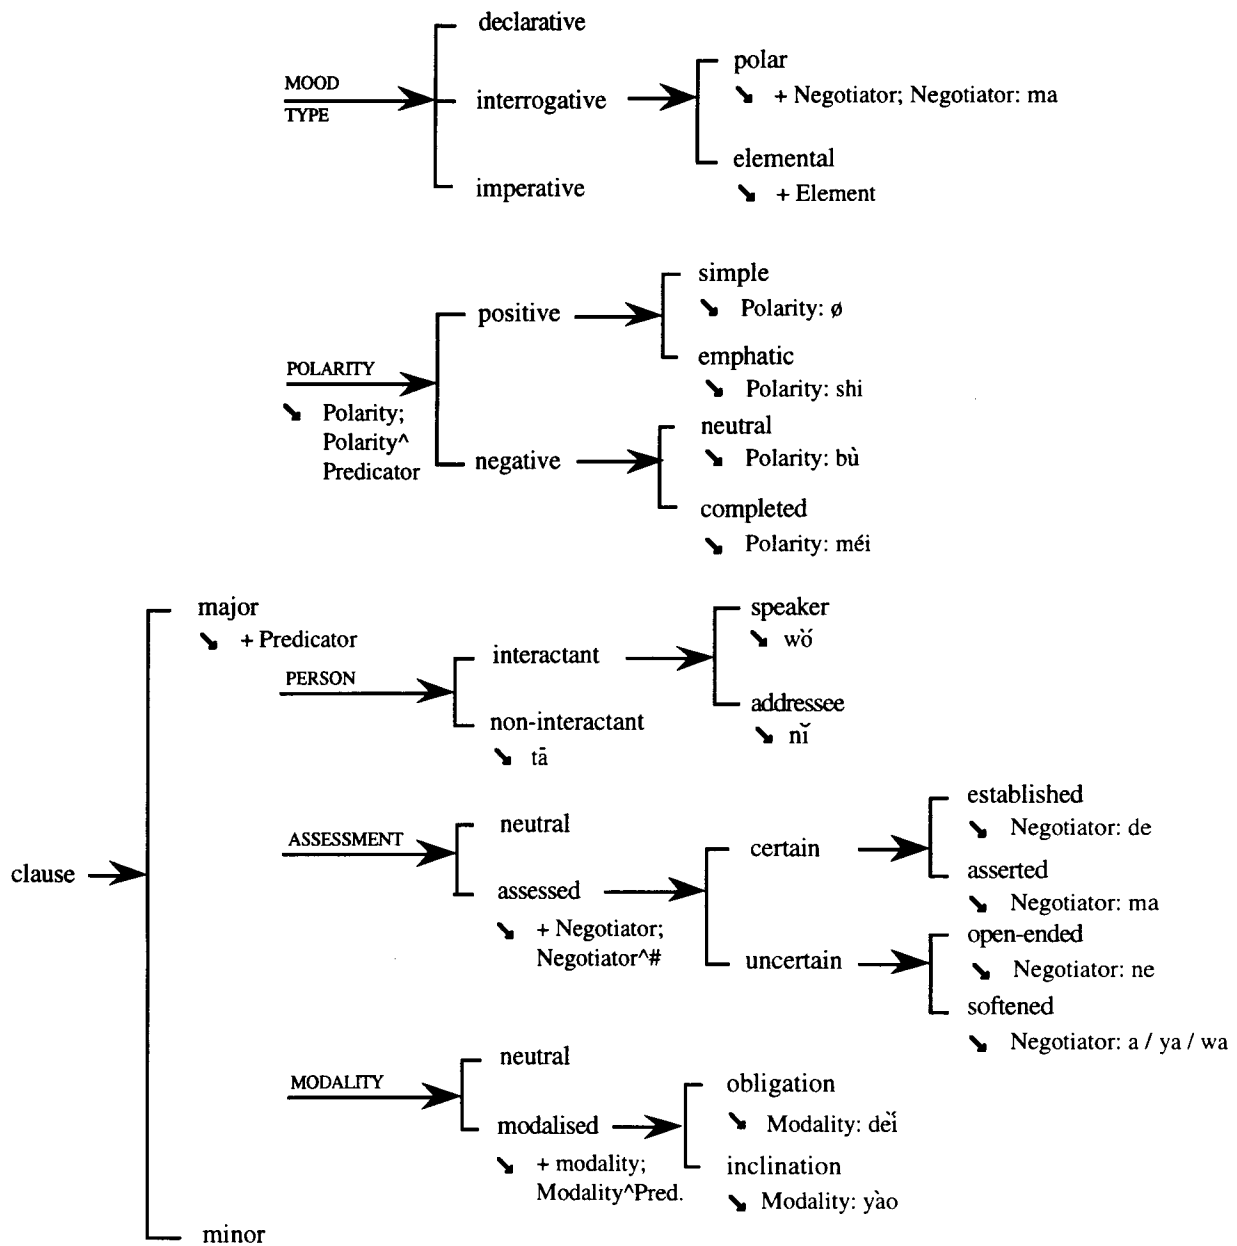 declarative
MOOD
TYPE
interrogative
polar
↘ + Negotiator; Negotiator: ma
elemental
↘ + Element
imperative
simple
↘ Polarity: ø
positive
emphatic
↘ Polarity: shi
POLARITY
↘ Polarity;
Polarity^
Predicator
neutral
↘ Polarity: bù
negative
completed
↘ Polarity: méi
major
↘ + Predicator
speaker
↘ wǒ
interactant
PERSON
addressee
↘ nǐ
non-interactant
↘ tā
established
↘ Negotiator: de
neutral
ASSESSMENT
certain
asserted
↘ Negotiator: ma
clause
assessed
↘ + Negotiator;
Negotiator^#
open-ended
↘ Negotiator: ne
uncertain
softened
↘ Negotiator: a / ya / wa
neutral
MODALITY
obligation
↘ Modality: děi
modalised
↘ + modality;
Modality^Pred.
inclination
↘ Modality: yào
minor